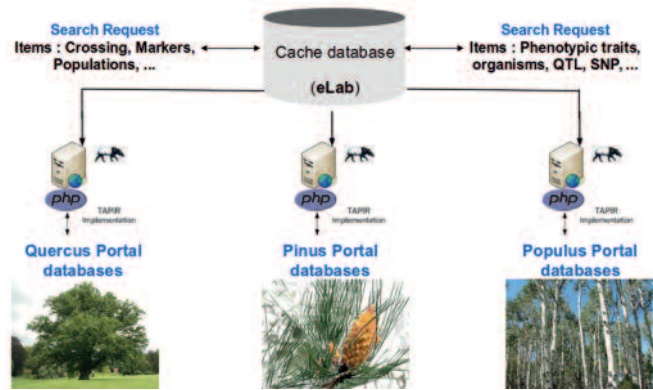 Search Request
Items : Crossing, Markers,
Populations, ...
Cache database
(eLab)
Search Request
Items : Phenotypic traits,
organisms, QTL, SNP, ...
php
TAPIR
Implementation
Quercus Portal
databases
php
TAPIR
Implementation
Pinus Portal
databases
php
TAPIR
Implementation
Populus Portal
databases